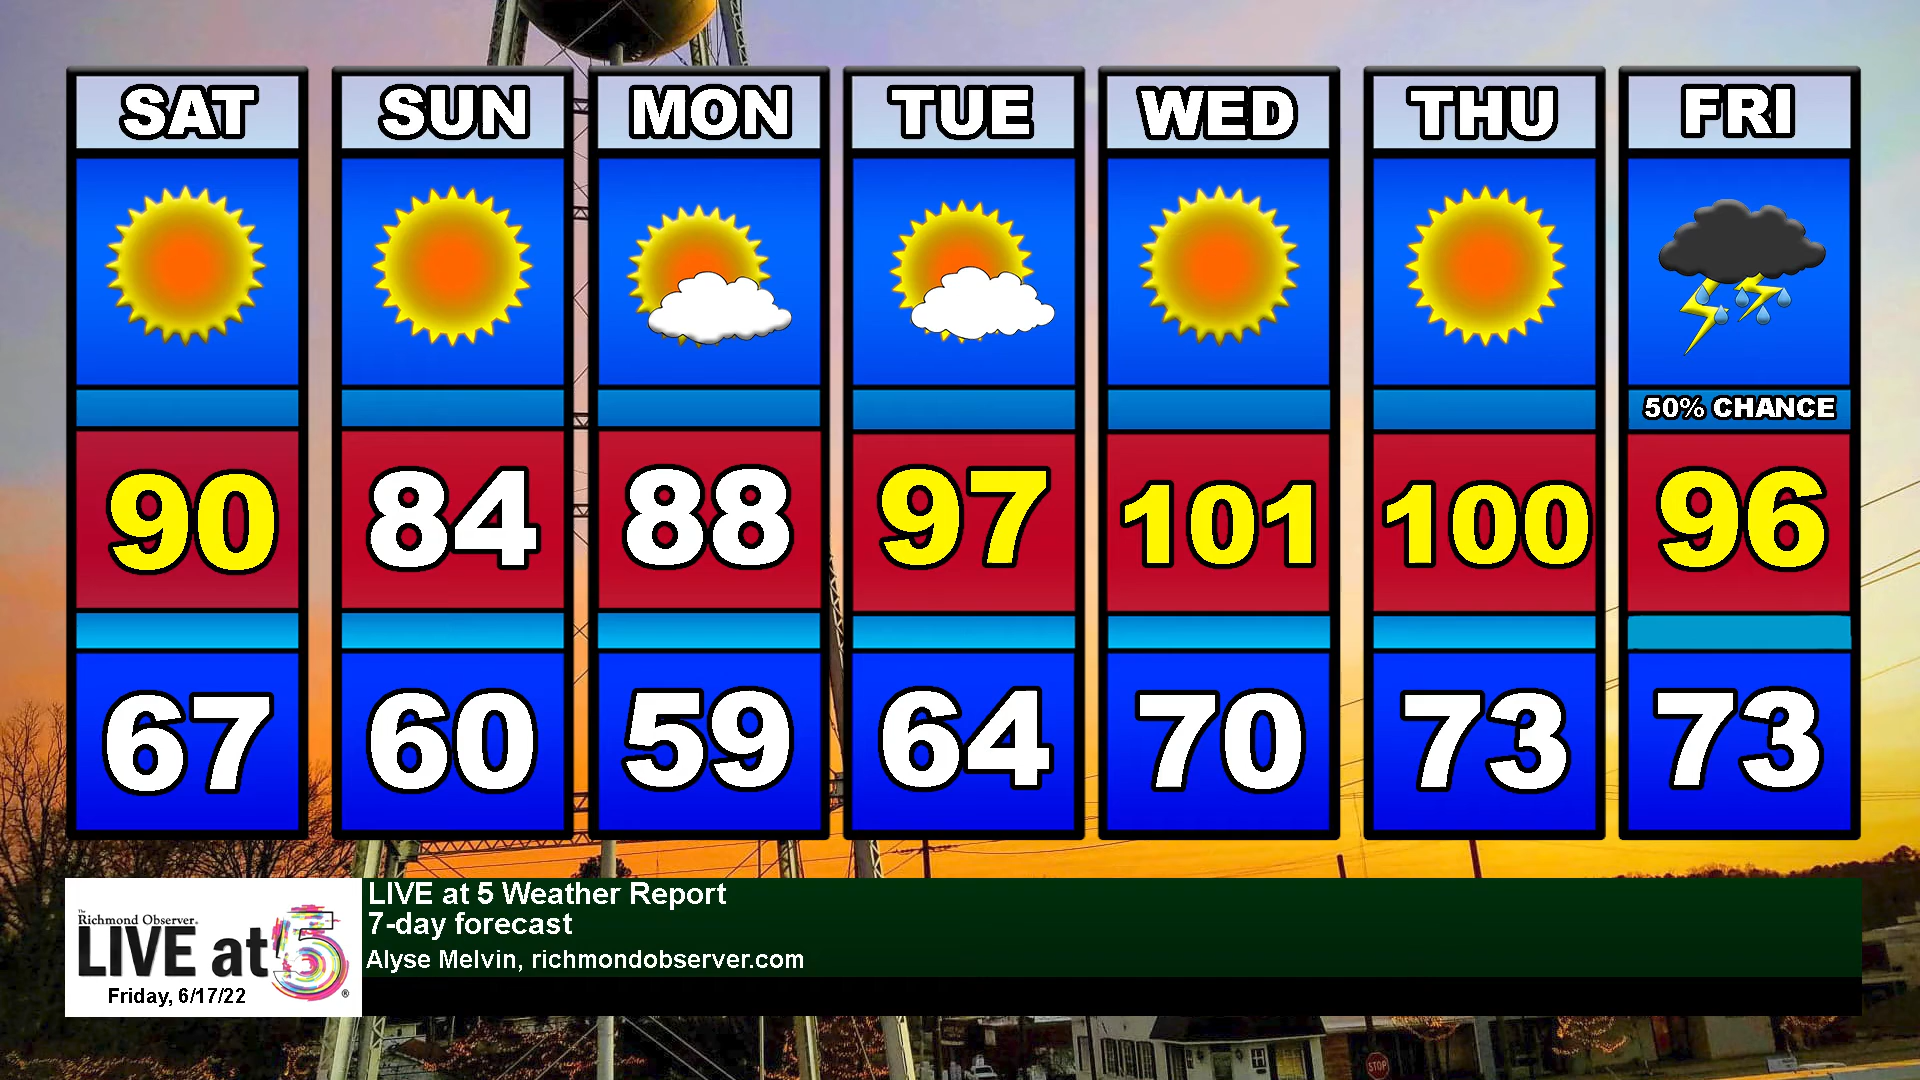 SAT SUN MON TUE WED THU FRI
50% CHANCE
90 84 88 97 101 100 96
67 60 59 64 70 73 73
LIVE at 5 Weather Report
7-day forecast
Alyse Melvin, richmondobserver.com
The
Richmond Observer.
LIVE at 5
®
Friday, 6/17/22
STOP